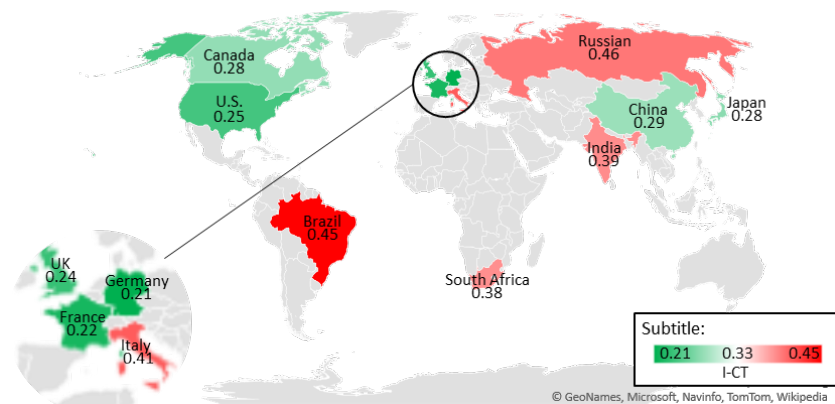 Canada
0.28
U.S.
0.25
Russian
0.46
China
0.29
Japan
0.28
India
0.39
Brazil
0.45
South Africa
0.38
UK
0.24
Germany
0.21
France
0.22
Italy
0.41
Subtitle:
0.21 0.33 0.45
I-CT
© GeoNames, Microsoft, Navinfo, TomTom, Wikipedia